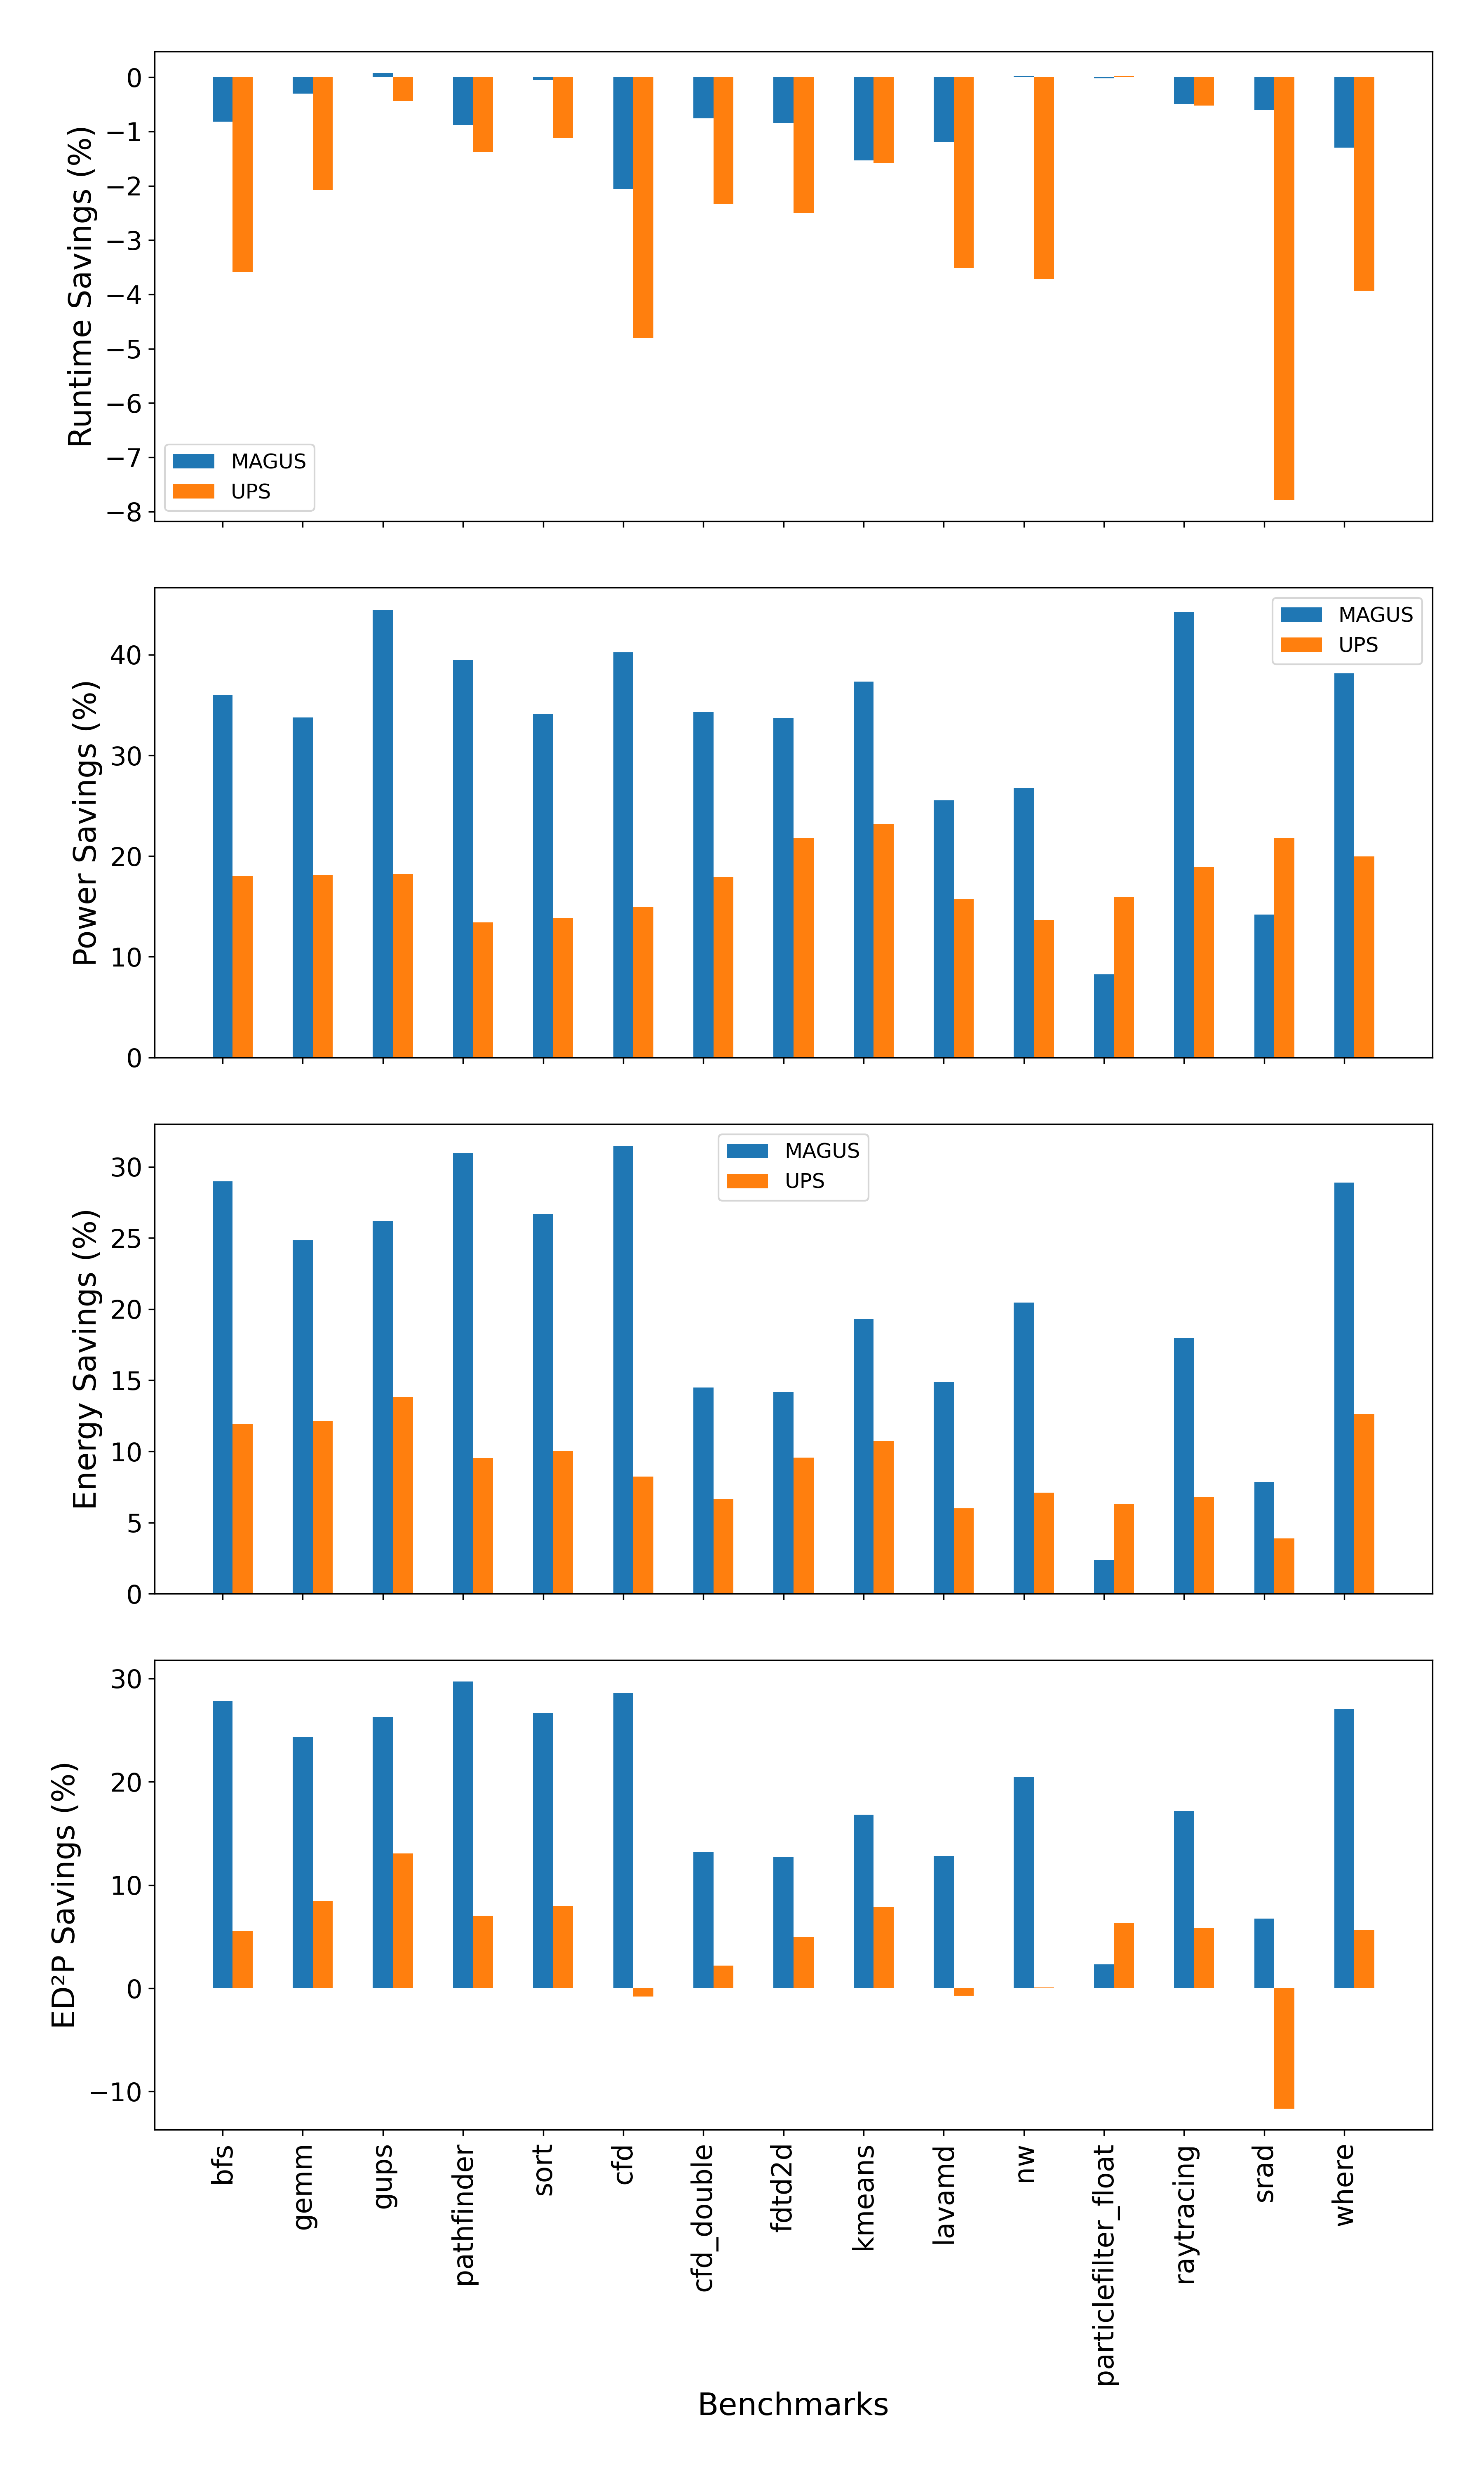 Runtime Savings (%)
0
−1
−2
−3
−4
−5
−6
−7
−8
MAGUS
UPS
Power Savings (%)
40
30
20
10
0
MAGUS
UPS
Energy Savings (%)
30
25
20
15
10
5
0
MAGUS
UPS
ED²P Savings (%)
30
20
10
0
−10
bfs
gemm
gups
pathfinder
sort
cfd
cfd_double
fdtd2d
kmeans
lavamd
nw
particlefilter_float
raytracing
srad
where
Benchmarks